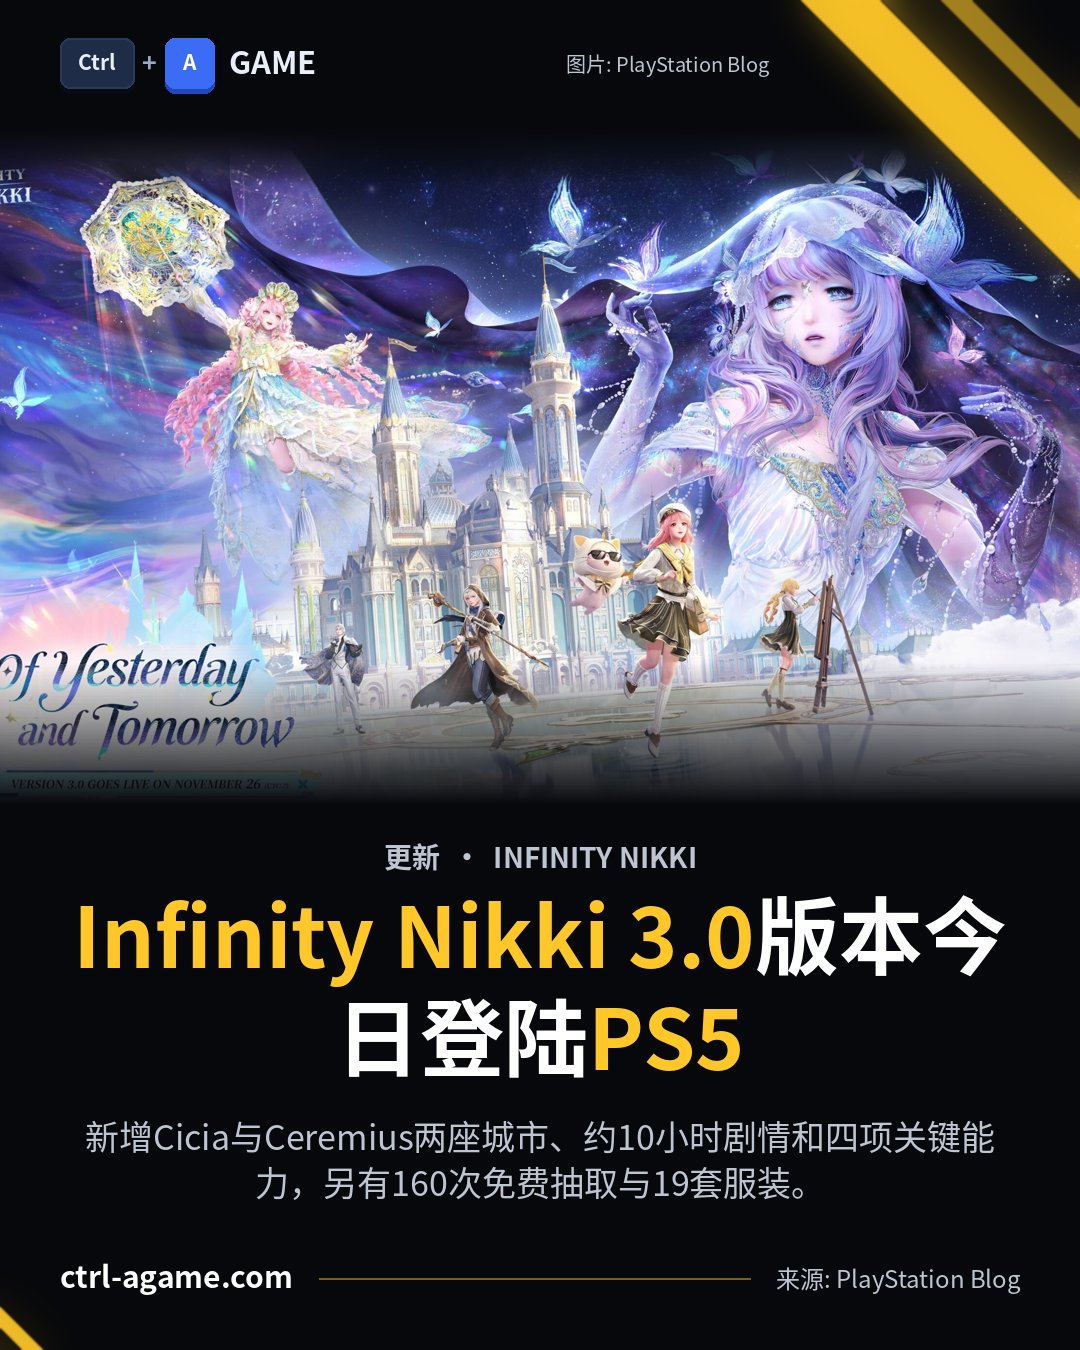 Ctrl + A GAME
图片: PlayStation Blog
ITY
KKI
Of Yesterday
and Tomorrow
VERSION 3.0 GOES LIVE ON NOVEMBER 26
更新 • INFINITY NIKKI
Infinity Nikki 3.0版本今
日登陆PS5
新增Cicia与Ceremius两座城市、约10小时剧情和四项关键能
力，另有160次免费抽取与19套服装。
ctrl-agame.com
来源: PlayStation Blog